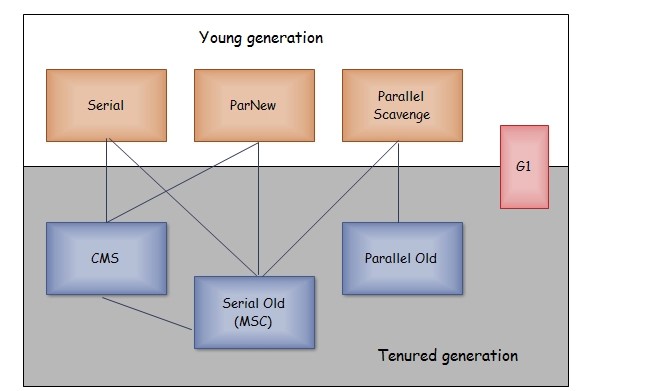 Young generation
Serial
ParNew
Parallel
Scavenge
G1
CMS
Parallel Old
Serial Old
(MSC)
Tenured generation